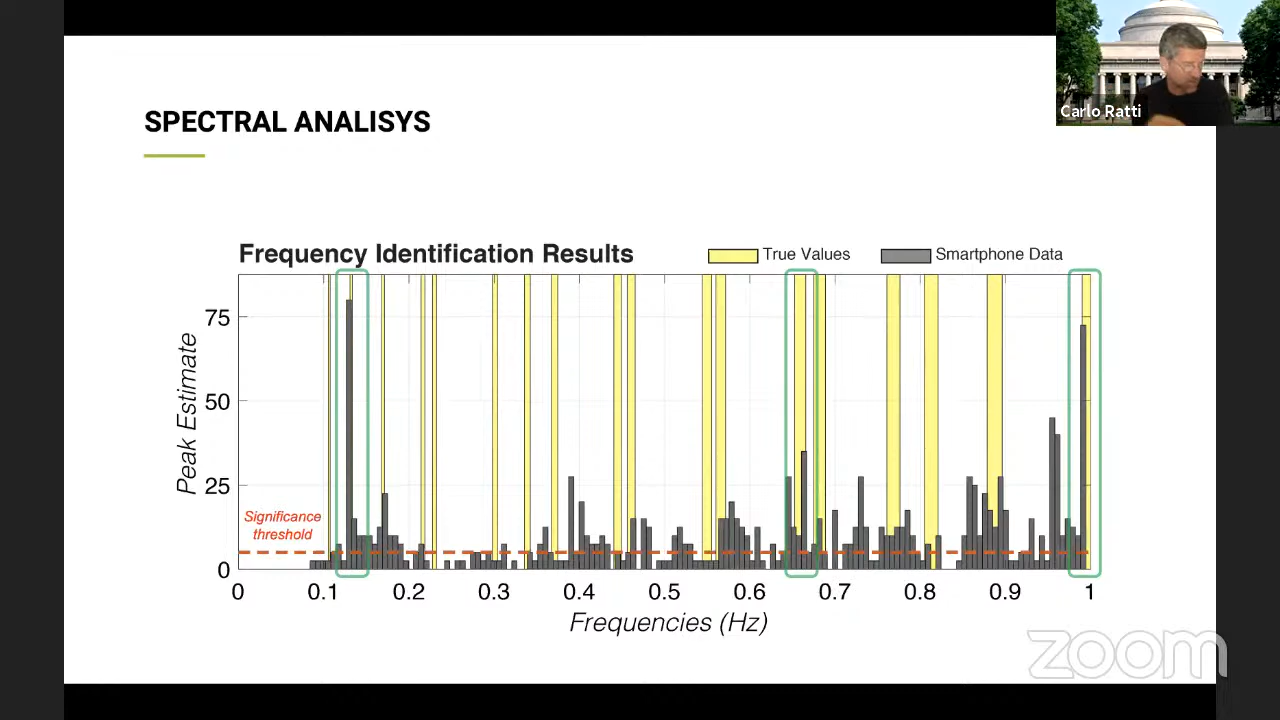 Carlo Ratti
SPECTRAL ANALISYS
Frequency Identification Results
True Values
Smartphone Data
Peak Estimate
75
50
25
0
Significance
threshold
0 0.1 0.2 0.3 0.4 0.5 0.6 0.7 0.8 0.9 1
Frequencies (Hz)
zoom